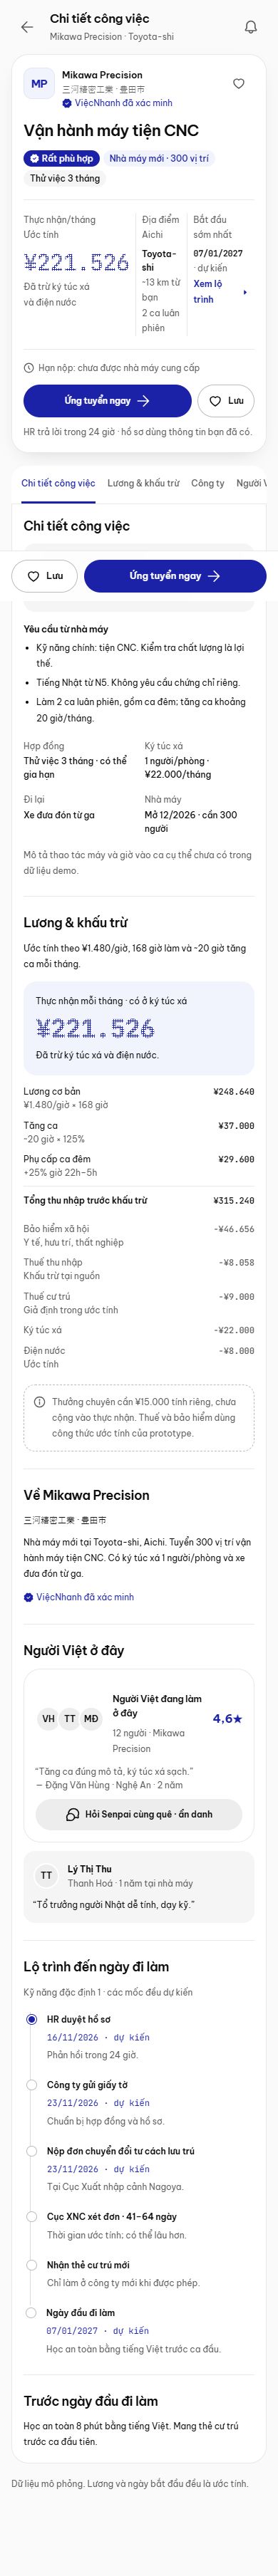 Chi tiết công việc
Mikawa Precision · Toyota-shi
MP
Mikawa Precision
三河精密工業 · 豊田市
ViệcNhanh đã xác minh
Vận hành máy tiện CNC
Rất phù hợp
Nhà máy mới · 300 vị trí
Thử việc 3 tháng
Thực nhận/tháng
Ước tính
¥221.526
Đã trừ ký túc xá
và điện nước
Địa điểm
Aichi
Toyota-
shi
~13 km từ
bạn
2 ca luân
phiên
Bắt đầu
sớm nhất
07/01/2027
· dự kiến
Xem lộ
trình
Hạn nộp: chưa được nhà máy cung cấp
Ứng tuyển ngay
Lưu
HR trả lời trong 24 giờ · hồ sơ dùng thông tin bạn đã có.
Chi tiết công việc
Lương & khấu trừ
Công ty
Người V
Chi tiết công việc
Lưu
Ứng tuyển ngay
Yêu cầu từ nhà máy
• Kỹ năng chính: tiện CNC. Kiểm tra chất lượng là lợi
thế.
• Tiếng Nhật từ N5. Không yêu cầu chứng chỉ riêng.
• Làm 2 ca luân phiên, gồm ca đêm; tăng ca khoảng
20 giờ/tháng.
Hợp đồng
Thử việc 3 tháng · có thể
gia hạn
Ký túc xá
1 người/phòng ·
¥22.000/tháng
Đi lại
Xe đưa đón từ ga
Nhà máy
Mở 12/2026 · cần 300
người
Mô tả thao tác máy và giờ vào ca cụ thể chưa có trong
dữ liệu demo.
Lương & khấu trừ
Ước tính theo ¥1.480/giờ, 168 giờ làm và ~20 giờ tăng
ca mỗi tháng.
Thực nhận mỗi tháng · có ở ký túc xá
¥221.526
Đã trừ ký túc xá và điện nước.
Lương cơ bản
¥248.640
¥1.480/giờ × 168 giờ
Tăng ca
¥37.000
~20 giờ × 125%
Phụ cấp ca đêm
¥29.600
+25% giờ 22h–5h
Tổng thu nhập trước khấu trừ
¥315.240
Bảo hiểm xã hội
-¥46.656
Y tế, hưu trí, thất nghiệp
Thuế thu nhập
-¥8.058
Khấu trừ tại nguồn
Thuế cư trú
-¥9.000
Giả định trong ước tính
Ký túc xá
-¥22.000
Điện nước
-¥8.000
Ước tính
Thưởng chuyên cần ¥15.000 tính riêng, chưa
cộng vào thực nhận. Thuế và bảo hiểm dùng
công thức ước tính của prototype.
Về Mikawa Precision
三河精密工業 · 豊田市
Nhà máy mới tại Toyota-shi, Aichi. Tuyển 300 vị trí vận
hành máy tiện CNC. Có ký túc xá 1 người/phòng và xe
đưa đón từ ga.
ViệcNhanh đã xác minh
Người Việt ở đây
VH
TT
MĐ
Người Việt đang làm
ở đây
12 người · Mikawa
Precision
4,6★
“Tăng ca đúng mô tả, ký túc xá sạch.”
— Đặng Văn Hùng · Nghệ An · 2 năm
Hỏi Senpai cùng quê · ẩn danh
TT
Lý Thị Thu
Thanh Hoá · 1 năm tại nhà máy
“Tổ trưởng người Nhật dễ tính, dạy kỹ.”
Lộ trình đến ngày đi làm
Kỹ năng đặc định 1 · các mốc đều dự kiến
HR duyệt hồ sơ
16/11/2026 · dự kiến
Phản hồi trong 24 giờ.
Công ty gửi giấy tờ
23/11/2026 · dự kiến
Chuẩn bị hợp đồng và hồ sơ.
Nộp đơn chuyển đổi tư cách lưu trú
23/11/2026 · dự kiến
Tại Cục Xuất nhập cảnh Nagoya.
Cục XNC xét đơn · 41–64 ngày
Thời gian ước tính; có thể lâu hơn.
Nhận thẻ cư trú mới
Chỉ làm ở công ty mới khi được phép.
Ngày đầu đi làm
07/01/2027 · dự kiến
Học an toàn bằng tiếng Việt trước ca đầu.
Trước ngày đầu đi làm
Học an toàn 8 phút bằng tiếng Việt. Mang thẻ cư trú
trước ca đầu tiên.
Dữ liệu mô phỏng. Lương và ngày bắt đầu đều là ước tính.